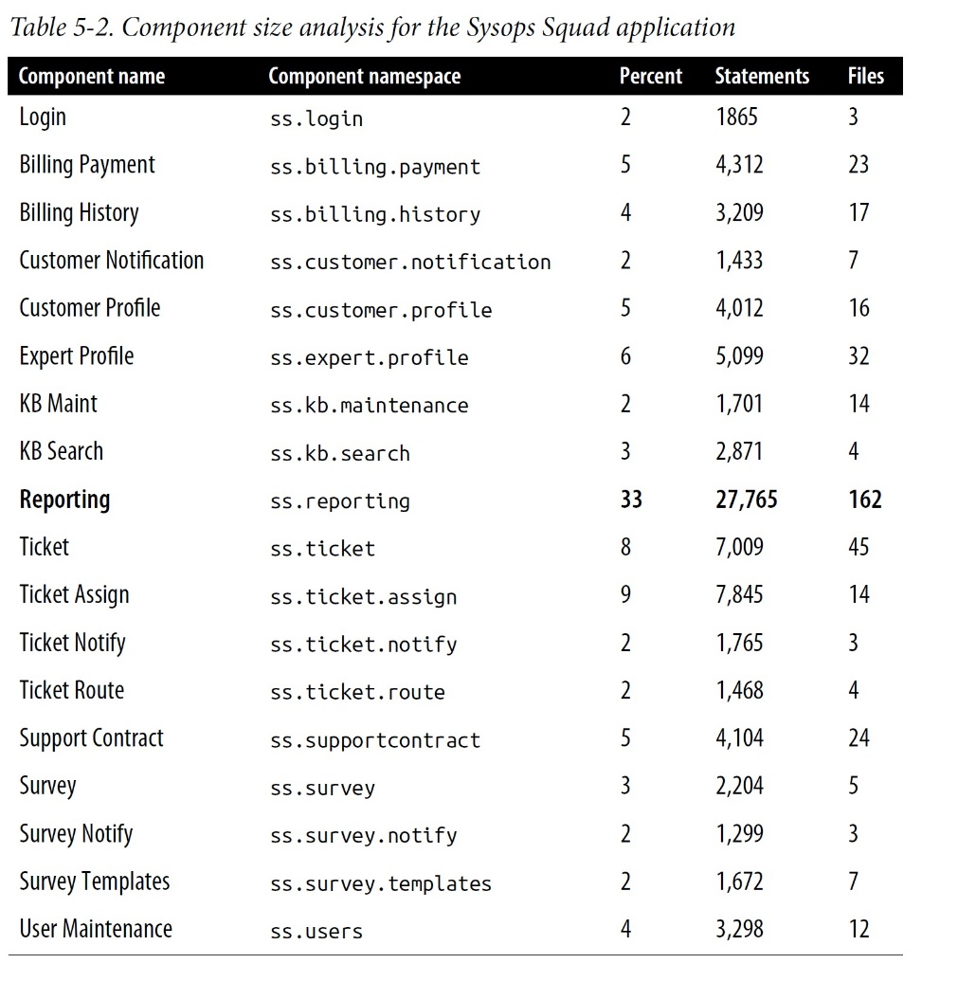 Table 5-2. Component size analysis for the Sysops Squad application
Component name Component namespace Percent Statements Files
Login ss.login 2 1865 3
Billing Payment ss.billing.payment 5 4,312 23
Billing History ss.billing.history 4 3,209 17
Customer Notification ss.customer.notification 2 1,433 7
Customer Profile ss.customer.profile 5 4,012 16
Expert Profile ss.expert.profile 6 5,099 32
KB Maint ss.kb.maintenance 2 1,701 14
KB Search ss.kb.search 3 2,871 4
Reporting ss.reporting 33 27,765 162
Ticket ss.ticket 8 7,009 45
Ticket Assign ss.ticket.assign 9 7,845 14
Ticket Notify ss.ticket.notify 2 1,765 3
Ticket Route ss.ticket.route 2 1,468 4
Support Contract ss.supportcontract 5 4,104 24
Survey ss.survey 3 2,204 5
Survey Notify ss.survey.notify 2 1,299 3
Survey Templates ss.survey.templates 2 1,672 7
User Maintenance ss.users 4 3,298 12